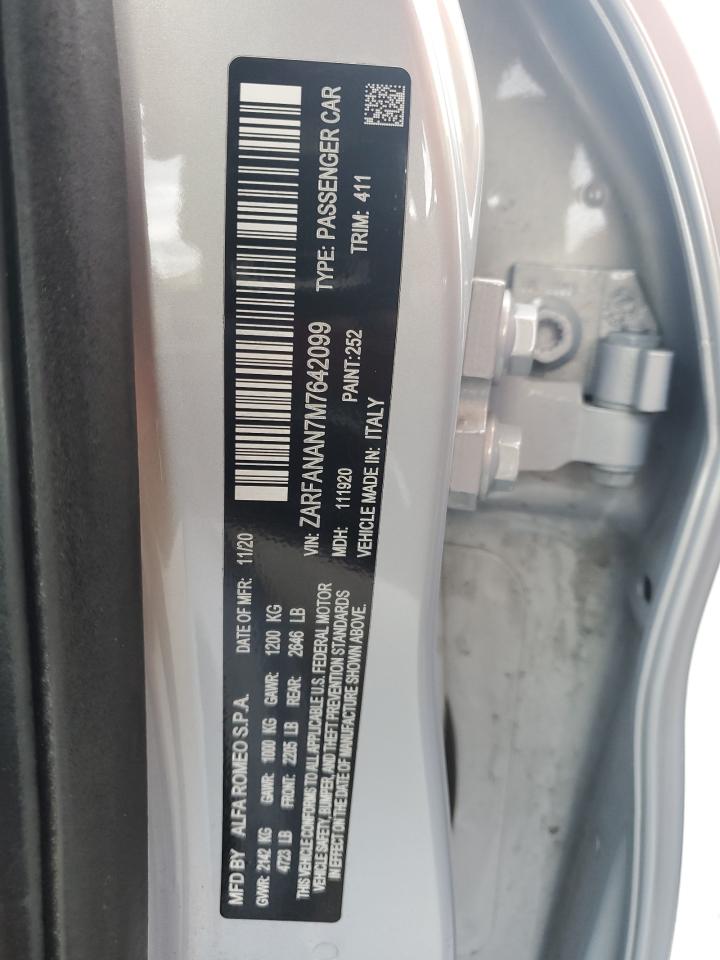 MFD BY ALFA ROMEO S.P.A. DATE OF MFR: 11/20
GVWR: 2142 KG GAWR: 1000 KG GAWR: 1200 KG
4723 LB FRONT: 2205 LB REAR: 2646 LB
THIS VEHICLE CONFORMS TO ALL APPLICABLE U.S. FEDERAL MOTOR
VEHICLE SAFETY, BUMPER, AND THEFT PREVENTION STANDARDS
IN EFFECT ON THE DATE OF MANUFACTURE SHOWN ABOVE.
VIN: ZARFANAN7M7642099 TYPE: PASSENGER CAR
MDH: 111920 PAINT:252 TRIM: 411
VEHICLE MADE IN: ITALY